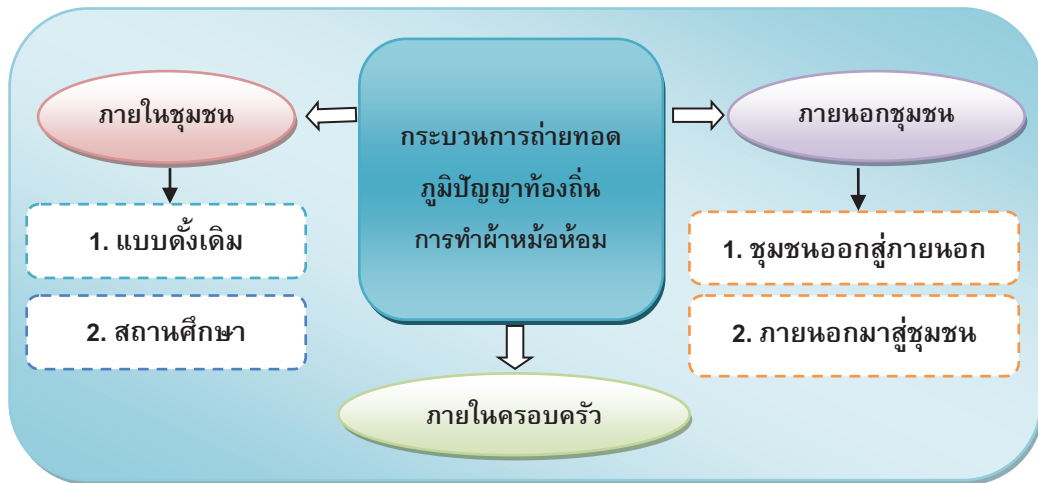 กระบวนการถ่ายทอด
ภูมิปัญญาท้องถิ่น
การทำผ้าหม้อห้อม
ภายในชุมชน
1. แบบดั้งเดิม
2. สถานศึกษา
ภายนอกชุมชน
1. ชุมชนออกสู่ภายนอก
2. ภายนอกมาสู่ชุมชน
ภายในครอบครัว